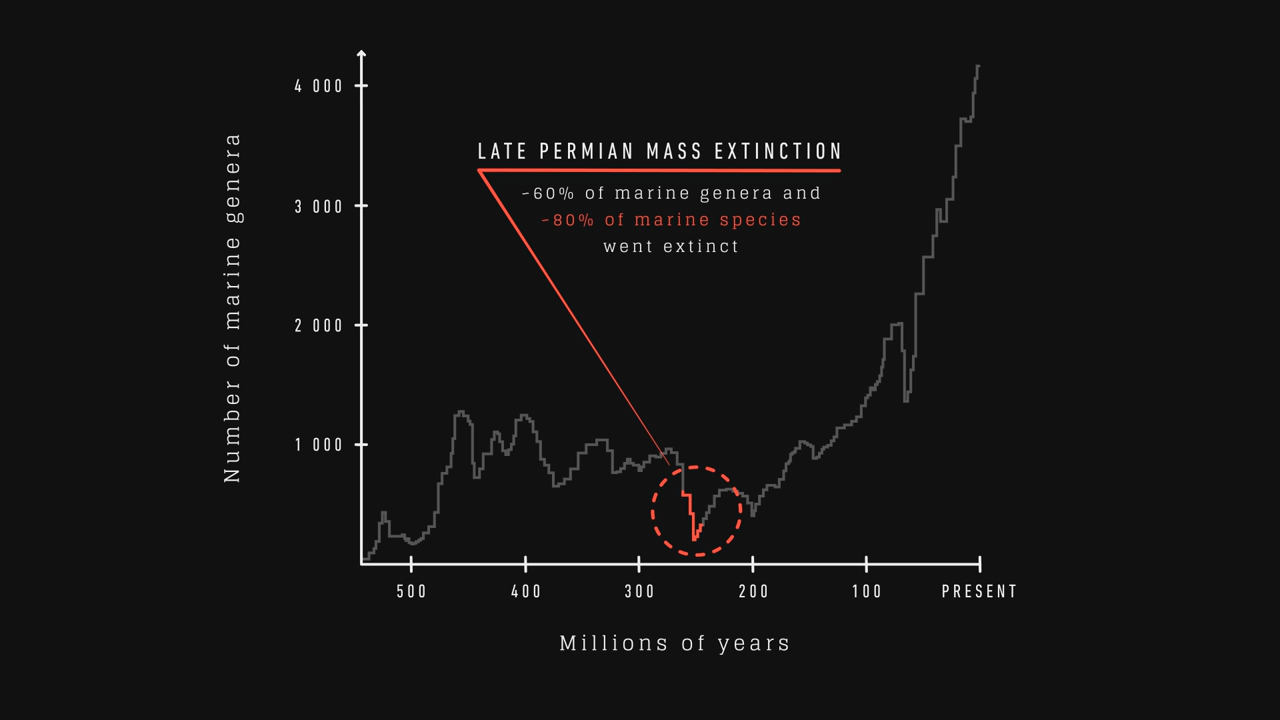 4 000
3 000
2 000
1 000
Number of marine genera
LATE PERMIAN MASS EXTINCTION
~60% of marine genera and
~80% of marine species
went extinct
500
400
300
200
100
PRESENT
Millions of years